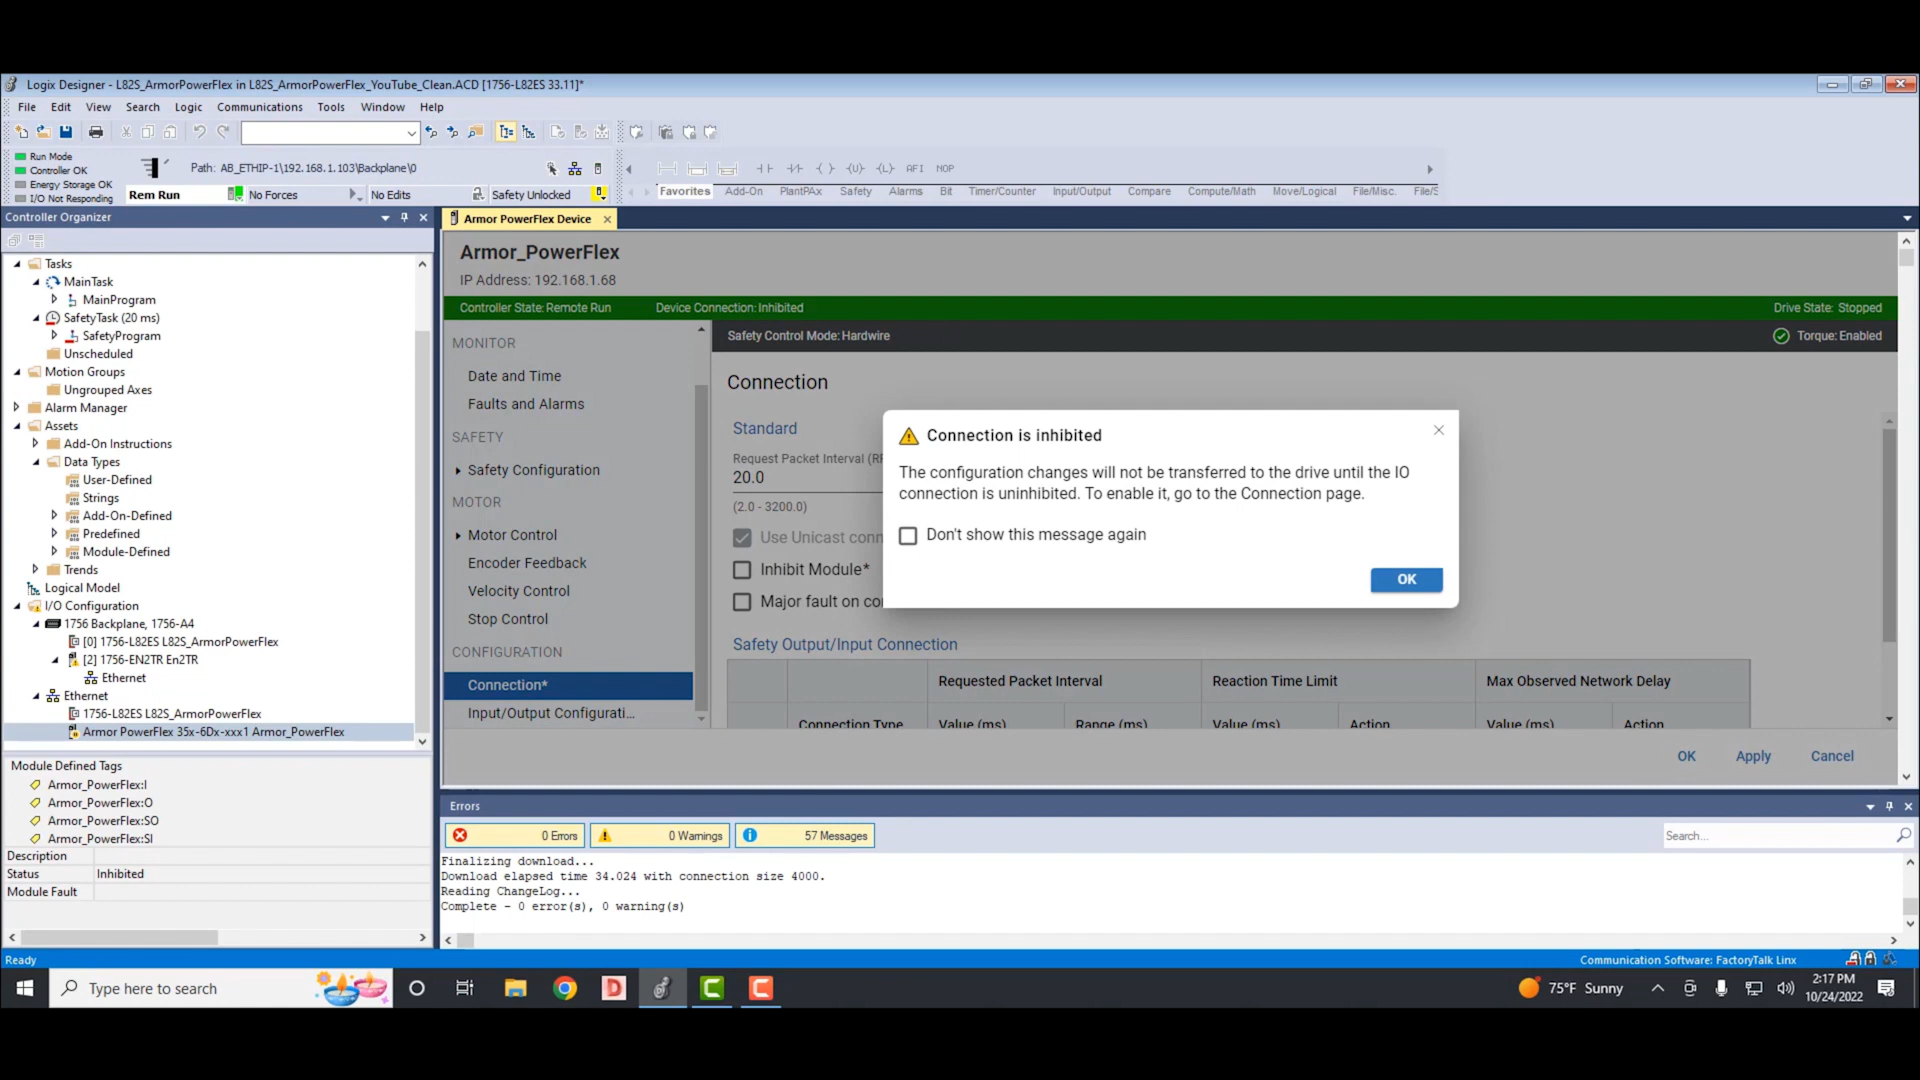 Logix Designer - L82S_ArmorPowerFlex in L82S_ArmorPowerFlex_YouTube_Clean.ACD [1756-L82ES 33.11]*
File Edit View Search Logic Communications Tools Window Help
Run Mode
Controller OK
Energy Storage OK
I/O Not Responding
Path: AB_ETHIP-1\192.168.1.103\Backplane\0
Rem Run No Forces No Edits Safety Unlocked
AFI NOP
Favorites Add-On PlantPAx Safety Alarms Bit Timer/Counter Input/Output Compare Compute/Math Move/Logical File/Misc. File/S
Controller Organizer
Tasks
MainTask
MainProgram
SafetyTask (20 ms)
SafetyProgram
Unscheduled
Motion Groups
Ungrouped Axes
Alarm Manager
Assets
Add-On Instructions
Data Types
User-Defined
Strings
Add-On-Defined
Predefined
Module-Defined
Trends
Logical Model
I/O Configuration
1756 Backplane, 1756-A4
[0] 1756-L82ES L82S_ArmorPowerFlex
[2] 1756-EN2TR En2TR
Ethernet
Ethernet
1756-L82ES L82S_ArmorPowerFlex
Armor PowerFlex 35x-6Dx-xxx1 Armor_PowerFlex
Module Defined Tags
Armor_PowerFlex:I
Armor_PowerFlex:O
Armor_PowerFlex:SO
Armor_PowerFlex:SI
Description
Status Inhibited
Module Fault
Armor PowerFlex Device
Armor_PowerFlex
IP Address: 192.168.1.68
Controller State: Remote Run Device Connection: Inhibited Drive State: Stopped
MONITOR
Date and Time
Faults and Alarms
SAFETY
Safety Configuration
MOTOR
Motor Control
Encoder Feedback
Velocity Control
Stop Control
CONFIGURATION
Connection*
Input/Output Configurati...
Safety Control Mode: Hardwire Torque: Enabled
Connection
Standard
Request Packet Interval (RP
20.0
(2.0 - 3200.0)
Use Unicast conn
Inhibit Module*
Major fault on co
Connection is inhibited
The configuration changes will not be transferred to the drive until the IO
connection is uninhibited. To enable it, go to the Connection page.
Don't show this message again
OK
Safety Output/Input Connection
Requested Packet Interval Reaction Time Limit Max Observed Network Delay
Connection Type Value (ms) Range (ms) Value (ms) Action Value (ms) Action
OK Apply Cancel
Errors
0 Errors 0 Warnings 57 Messages
Search...
Finalizing download...
Download elapsed time 34.024 with connection size 4000.
Reading ChangeLog...
Complete - 0 error(s), 0 warning(s)
Ready
Communication Software: FactoryTalk Linx
Type here to search
75°F Sunny
2:17 PM
10/24/2022